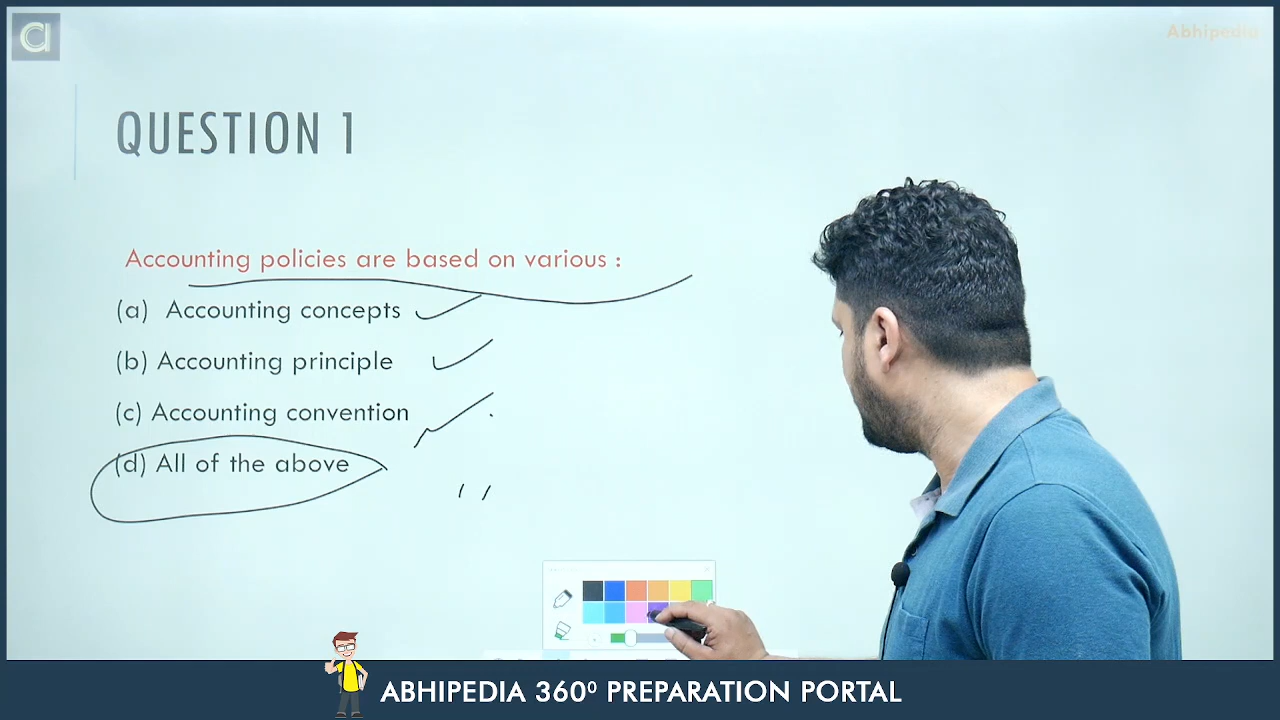 Abhipedia
QUESTION 1
Accounting policies are based on various :
(a) Accounting concepts
(b) Accounting principle
(c) Accounting convention
(d) All of the above
ABHIPEDIA 360⁰ PREPARATION PORTAL